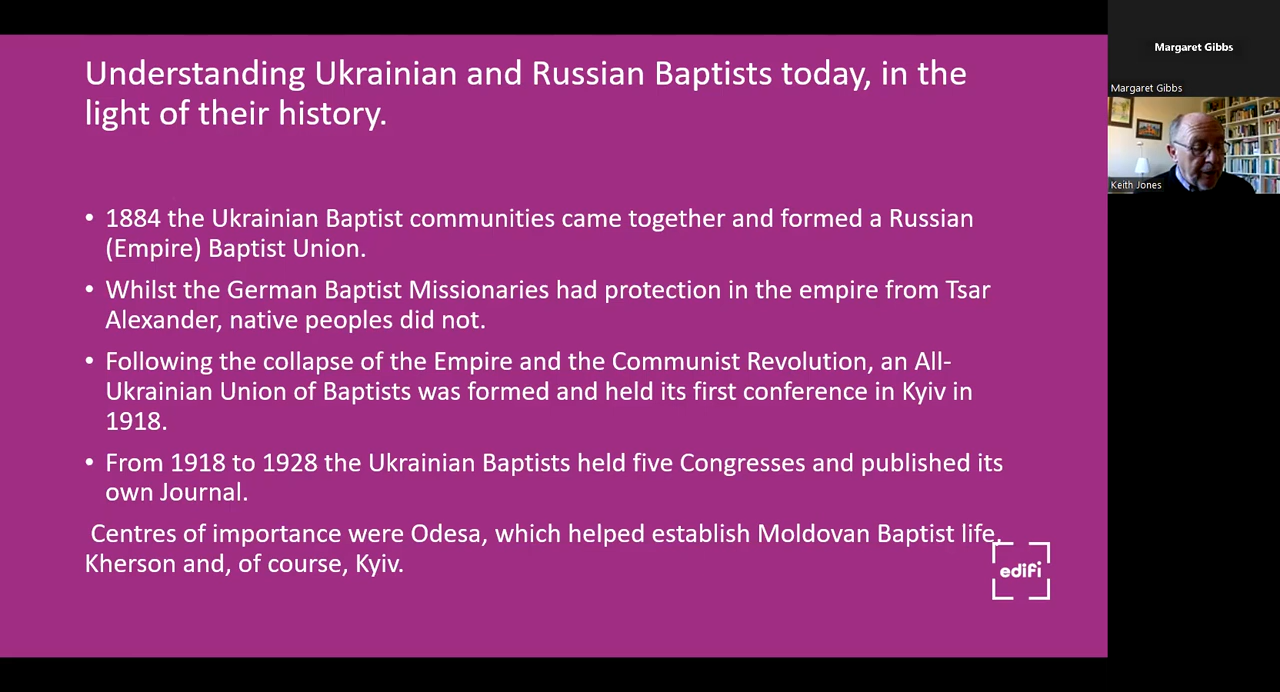 Understanding Ukrainian and Russian Baptists today, in the
light of their history.
• 1884 the Ukrainian Baptist communities came together and formed a Russian
(Empire) Baptist Union.
• Whilst the German Baptist Missionaries had protection in the empire from Tsar
Alexander, native peoples did not.
• Following the collapse of the Empire and the Communist Revolution, an All-
Ukrainian Union of Baptists was formed and held its first conference in Kyiv in
1918.
• From 1918 to 1928 the Ukrainian Baptists held five Congresses and published its
own Journal.
Centres of importance were Odesa, which helped establish Moldovan Baptist life,
Kherson and, of course, Kyiv.
edifi
Margaret Gibbs
Margaret Gibbs
Keith Jones